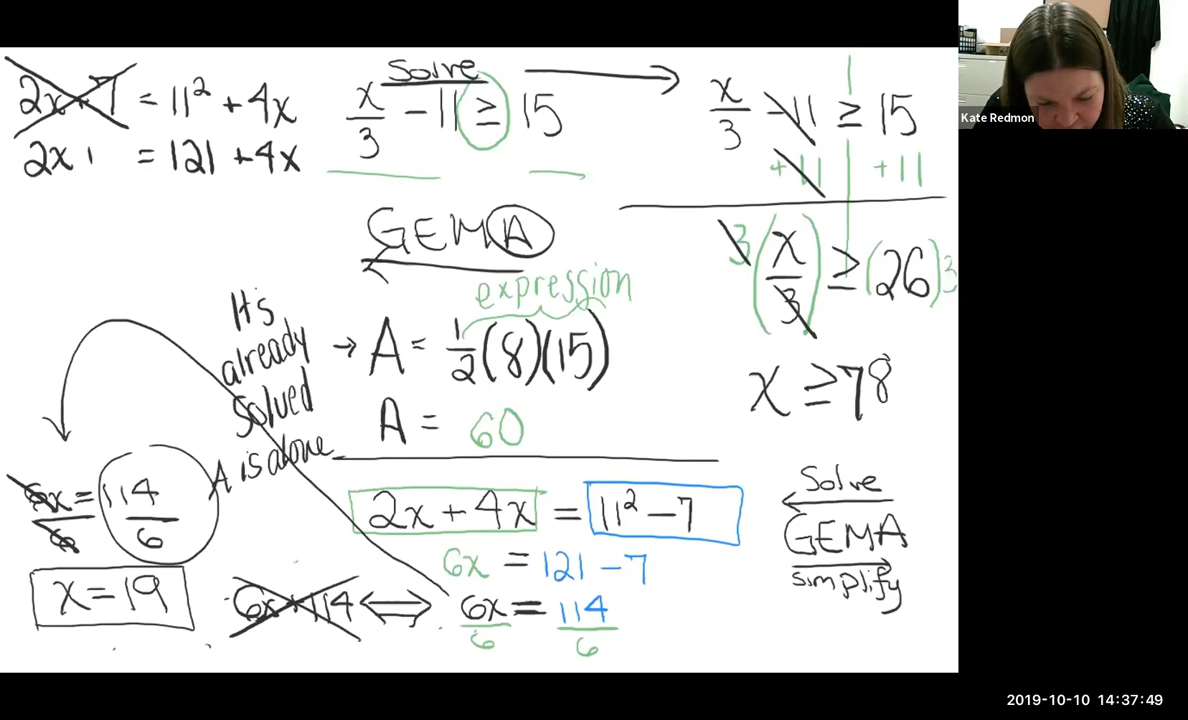 2x + 7 = 11² + 4x
2x = 121 + 4x
Solve
x/3 - 11 ≥ 15
x/3 - 11 ≥ 15
+11 +11
3(x/3) ≥ (26)3
x ≥ 78
GEMA
expression
It's
already
solved
A is alone
→ A = 1/2(8)(15)
A = 60
2x + 4x = 11² - 7
6x = 121 - 7
6x + 114 ⟺ 6x = 114
6 6
6x = 114
6 6
x = 19
Solve
GEMA
simplify
Kate Redmon
2019-10-10 14:37:49